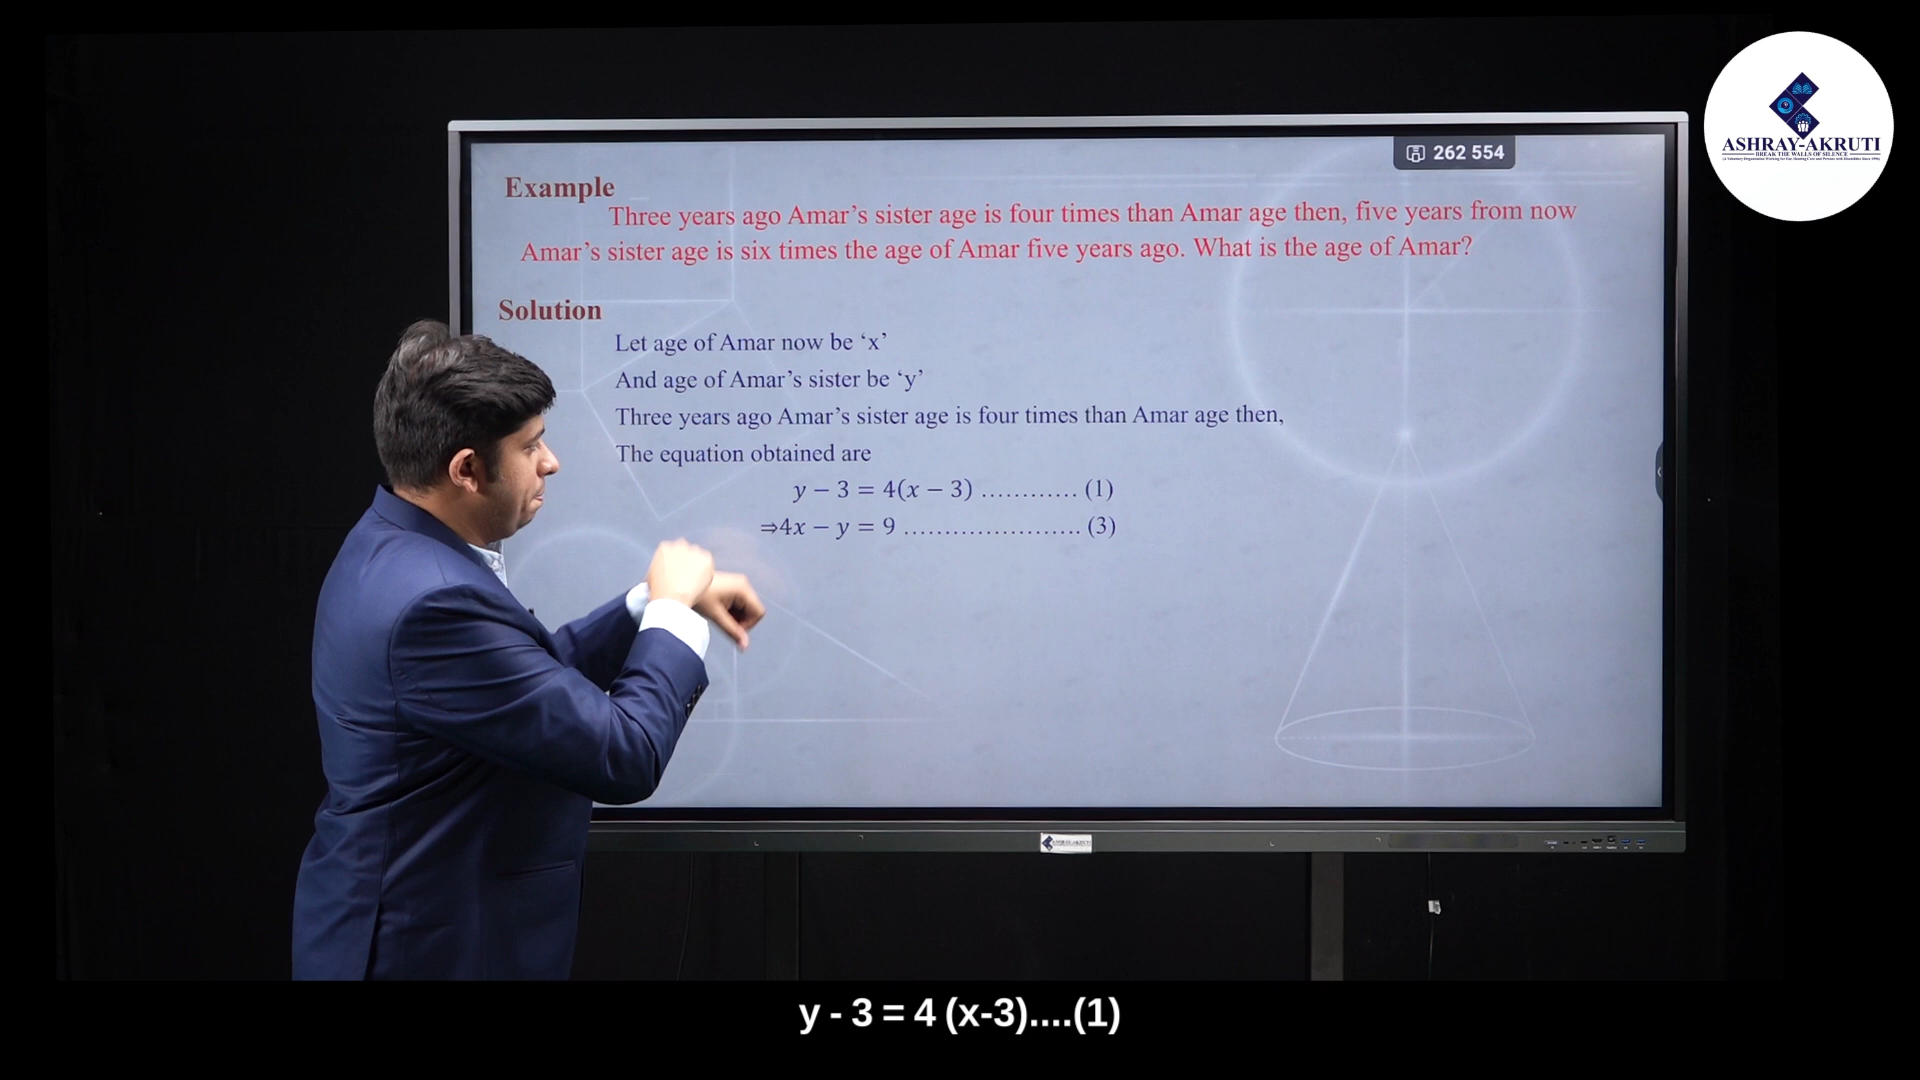 262 554
ASHRAY-AKRUTI
BREAK THE WALLS OF SILENCE
Example
Three years ago Amar’s sister age is four times than Amar age then, five years from now
Amar’s sister age is six times the age of Amar five years ago. What is the age of Amar?
Solution
Let age of Amar now be ‘x’
And age of Amar’s sister be ‘y’
Three years ago Amar’s sister age is four times than Amar age then,
The equation obtained are
y – 3 = 4(x – 3) ............ (1)
⇒4x – y = 9 ...................... (3)
y - 3 = 4 (x-3)....(1)